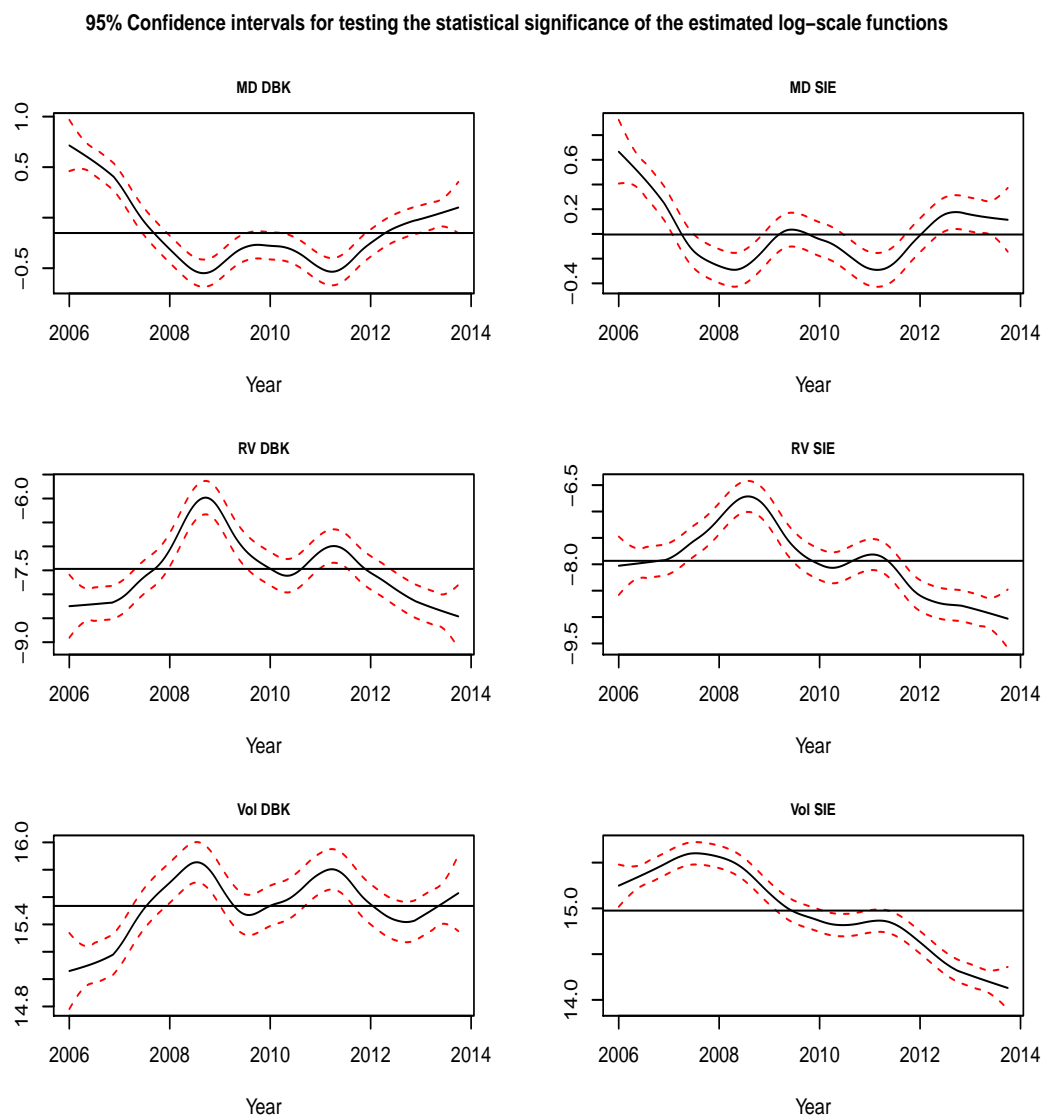 95% Confidence intervals for testing the statistical significance of the estimated log−scale functions
MD DBK
1.0
0.5
−0.5
2006 2008 2010 2012 2014
Year
MD SIE
0.6
0.2
−0.4
2006 2008 2010 2012 2014
Year
RV DBK
−6.0
−7.5
−9.0
2006 2008 2010 2012 2014
Year
RV SIE
−6.5
−8.0
−9.5
2006 2008 2010 2012 2014
Year
Vol DBK
16.0
15.4
14.8
2006 2008 2010 2012 2014
Year
Vol SIE
15.0
14.0
2006 2008 2010 2012 2014
Year